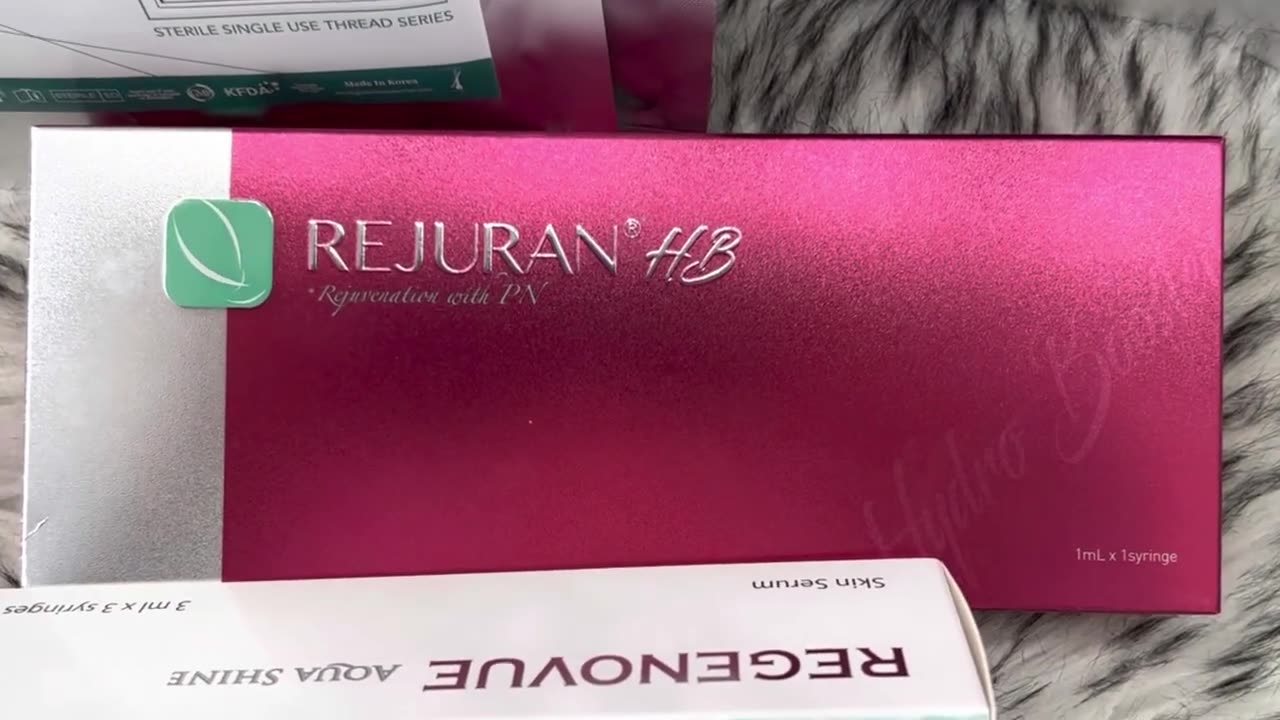 STERILE SINGLE USE THREAD SERIES
STERILE
KFDA
Made In Korea
REJURAN® HB
*Rejuvenation with PN
Hydro
1mL x 1syringe
Skin Serum
3 ml x 3 syringes
REGENOVUE AQUA SHINE